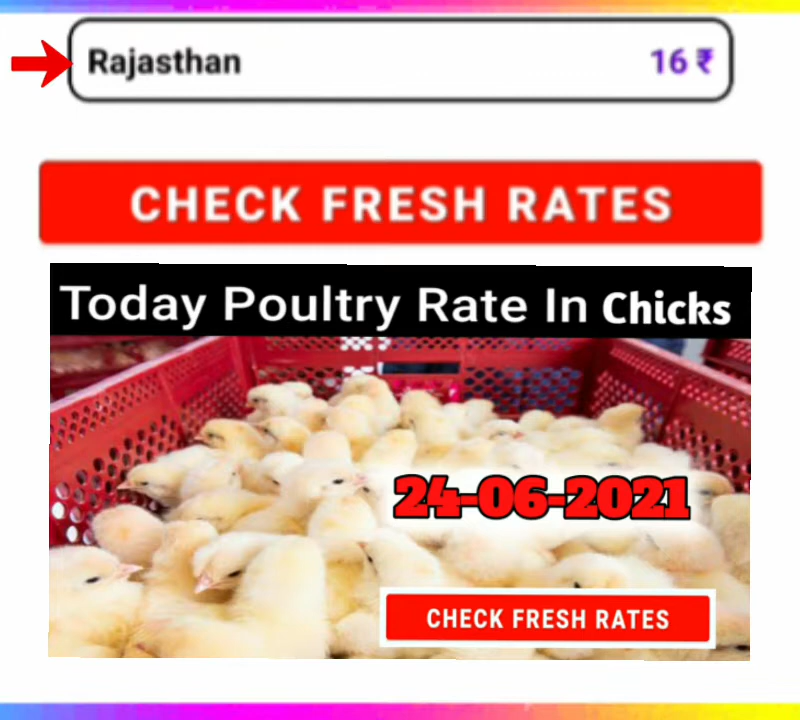 Rajasthan 16 ₹
CHECK FRESH RATES
Today Poultry Rate In Chicks
24-06-2021
CHECK FRESH RATES